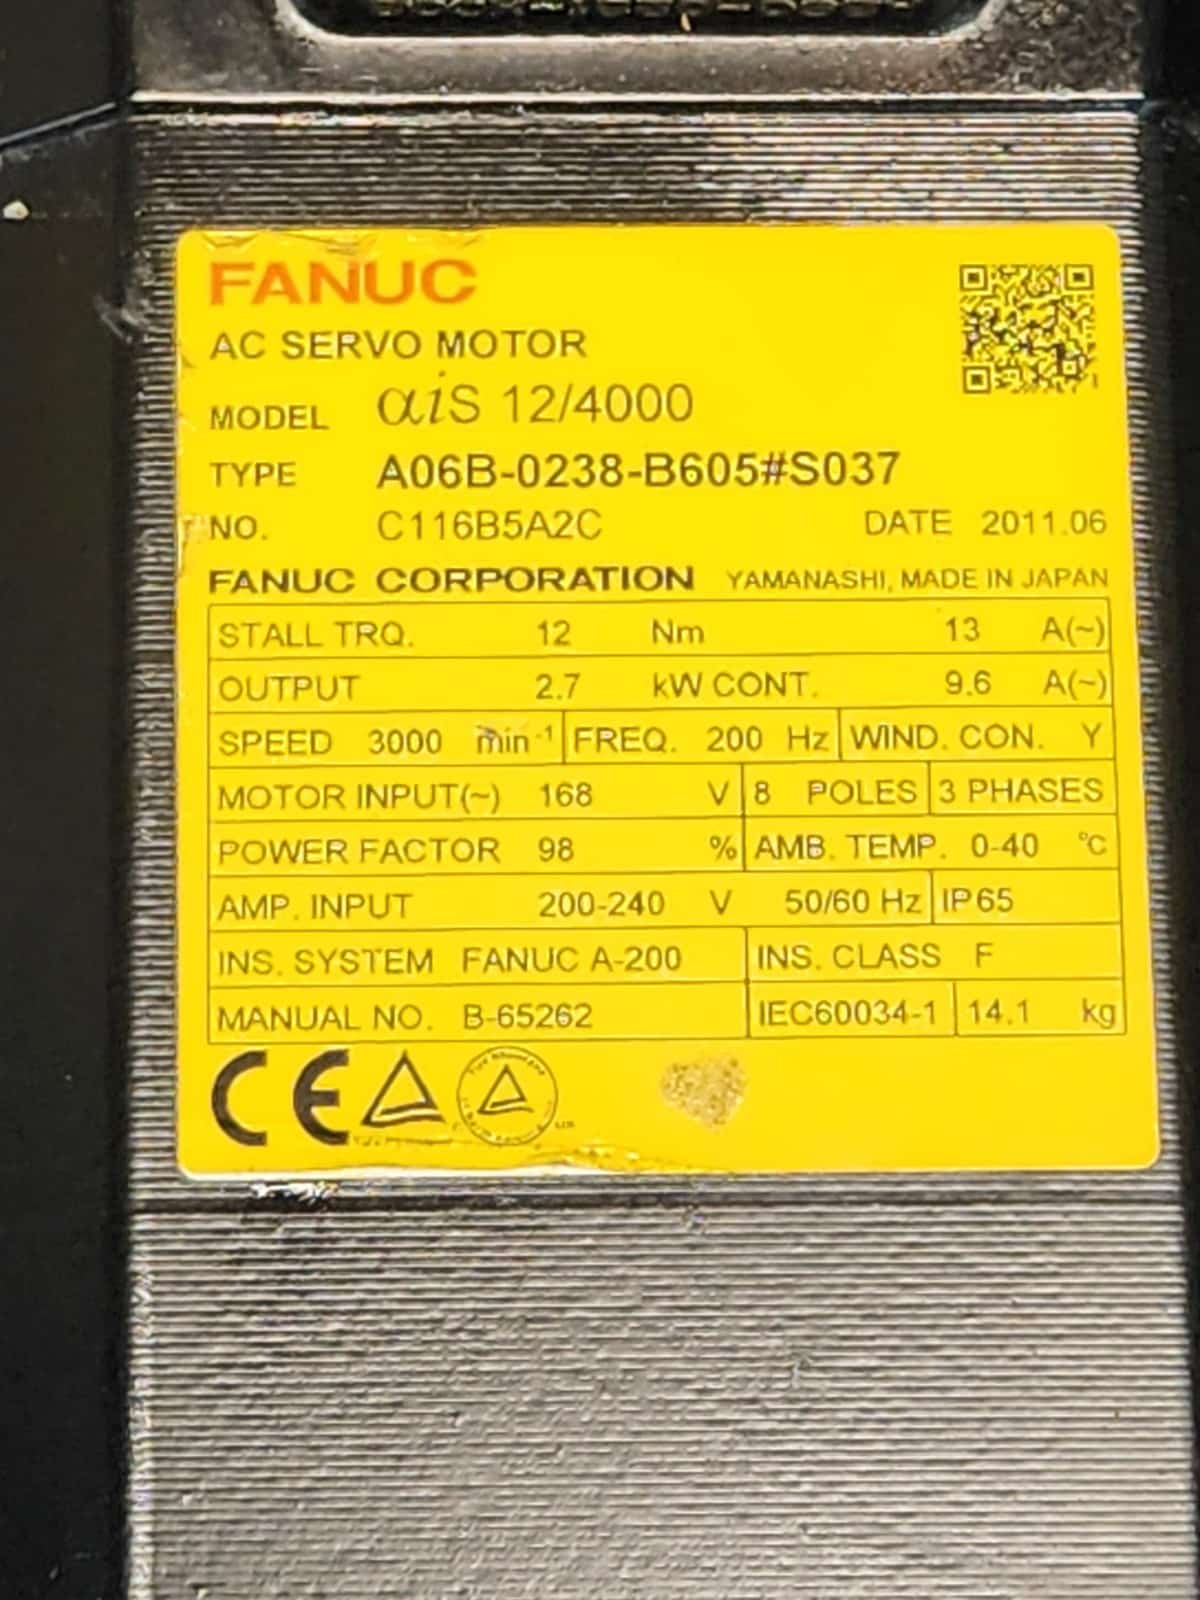 FANUC
AC SERVO MOTOR
MODEL αiS 12/4000
TYPE A06B-0238-B605#S037
NO. C116B5A2C DATE 2011.06
FANUC CORPORATION YAMANASHI, MADE IN JAPAN
STALL TRQ. 12 Nm 13 A(~)
OUTPUT 2.7 kW CONT. 9.6 A(~)
SPEED 3000 min⁻¹ FREQ. 200 Hz WIND. CON. Y
MOTOR INPUT(~) 168 V 8 POLES 3 PHASES
POWER FACTOR 98 % AMB. TEMP. 0-40 °C
AMP. INPUT 200-240 V 50/60 Hz IP65
INS. SYSTEM FANUC A-200 INS. CLASS F
MANUAL NO. B-65262 IEC60034-1 14.1 kg
CE